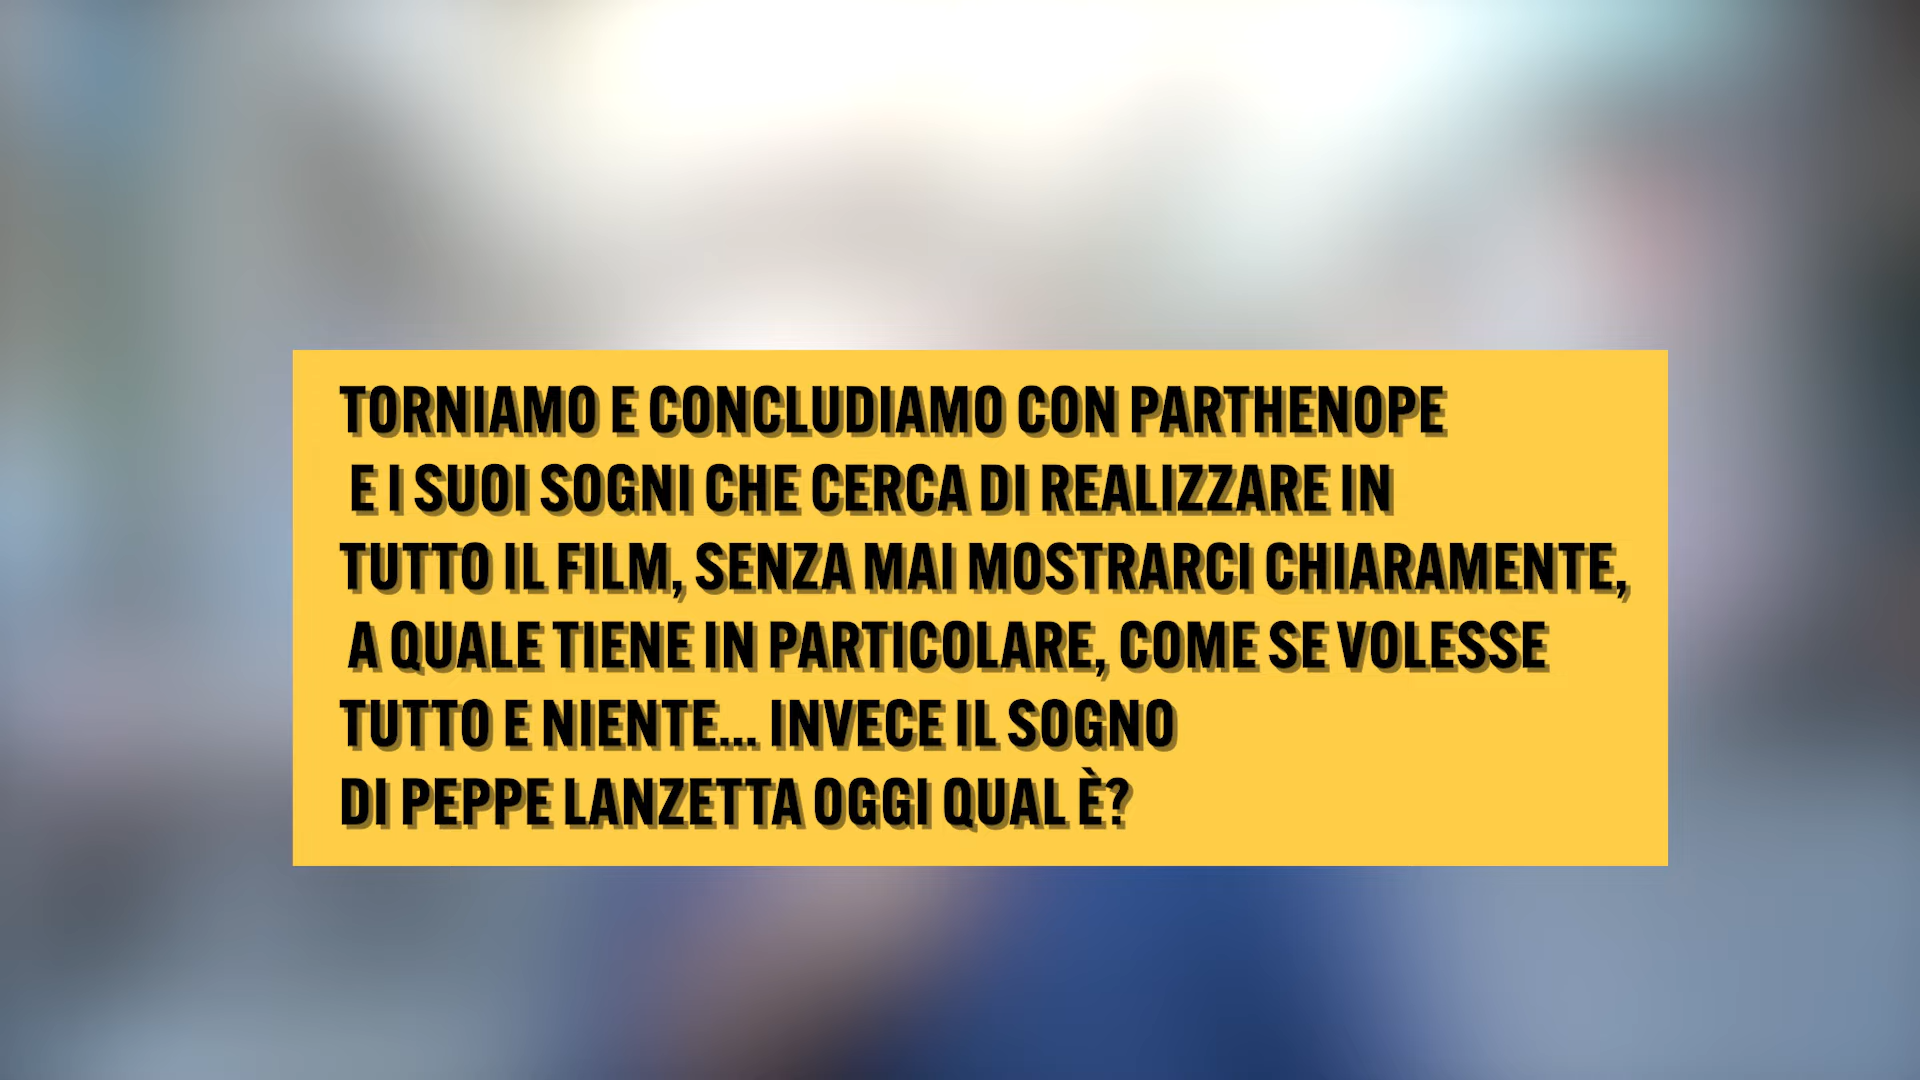 TORNIAMO E CONCLUDIAMO CON PARTHENOPE
E I SUOI SOGNI CHE CERCA DI REALIZZARE IN
TUTTO IL FILM, SENZA MAI MOSTRARCI CHIARAMENTE,
A QUALE TIENE IN PARTICOLARE, COME SE VOLESSE
TUTTO E NIENTE... INVECE IL SOGNO
DI PEPPE LANZETTA OGGI QUAL È?